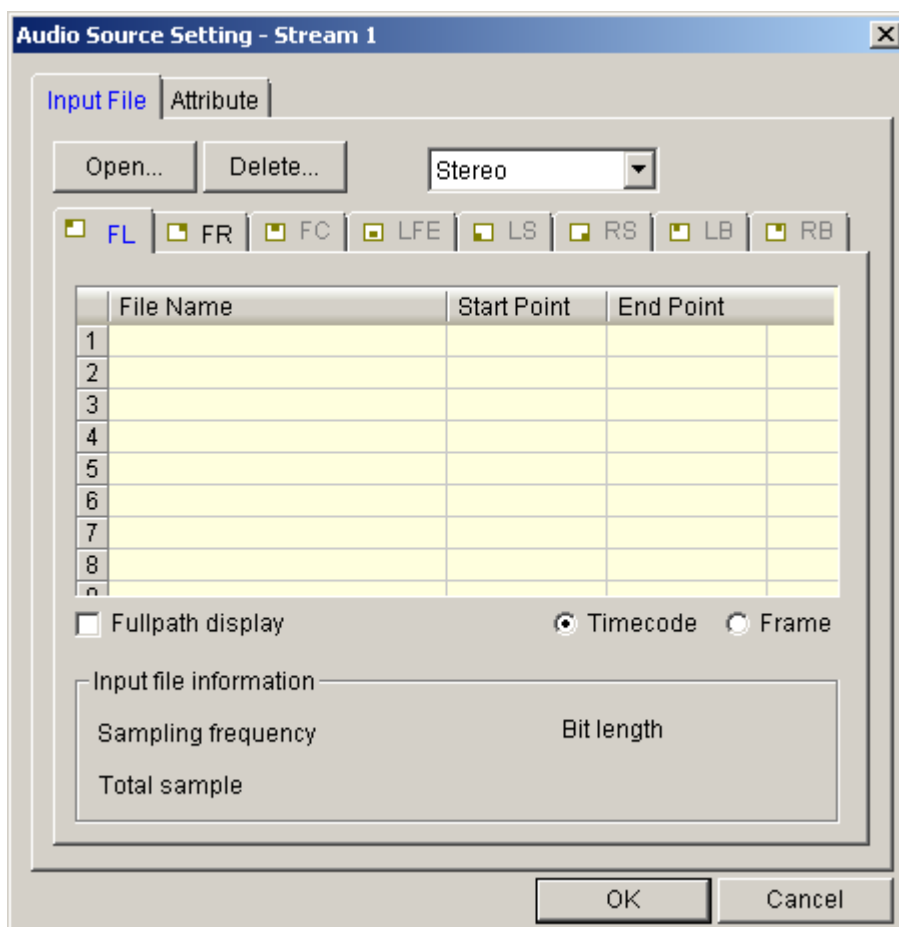 Audio Source Setting - Stream 1
Input File Attribute
Open... Delete... Stereo
FL FR FC LFE LS RS LB RB
File Name Start Point End Point
1
2
3
4
5
6
7
8
9
Fullpath display Timecode Frame
Input file information
Sampling frequency Bit length
Total sample
OK Cancel